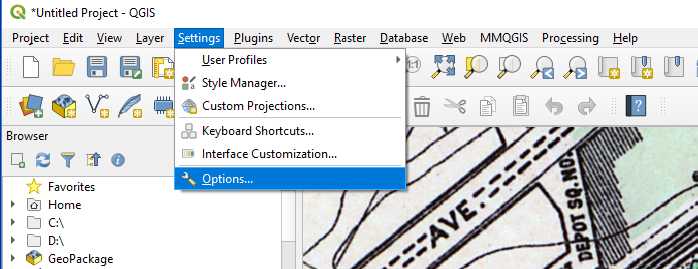 *Untitled Project - QGIS
Project Edit View Layer Settings Plugins Vector Raster Database Web MMQGIS Processing Help
User Profiles
Style Manager...
Custom Projections...
Keyboard Shortcuts...
Interface Customization...
Options...
1:1
?
Browser
Favorites
Home
C:\
D:\
GeoPackage
AVE.
DEPOT SQ. NO.